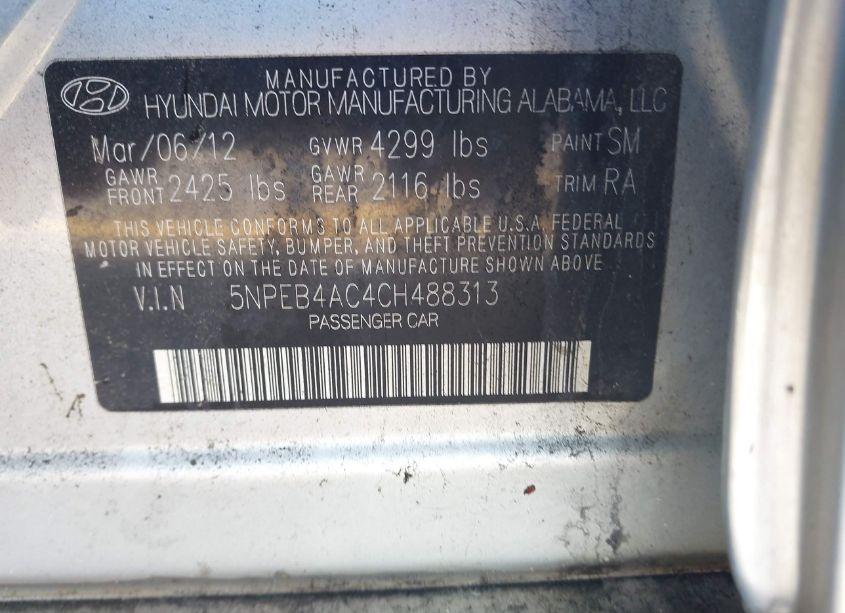 MANUFACTURED BY
HYUNDAI MOTOR MANUFACTURING ALABAMA, LLC
Mar/06/12 GVWR 4299 lbs PAINT SM
GAWR FRONT 2425 lbs GAWR REAR 2116 lbs TRIM RA
THIS VEHICLE CONFORMS TO ALL APPLICABLE U.S.A. FEDERAL
MOTOR VEHICLE SAFETY, BUMPER, AND THEFT PREVENTION STANDARDS
IN EFFECT ON THE DATE OF MANUFACTURE SHOWN ABOVE
V.I.N 5NPEB4AC4CH488313
PASSENGER CAR